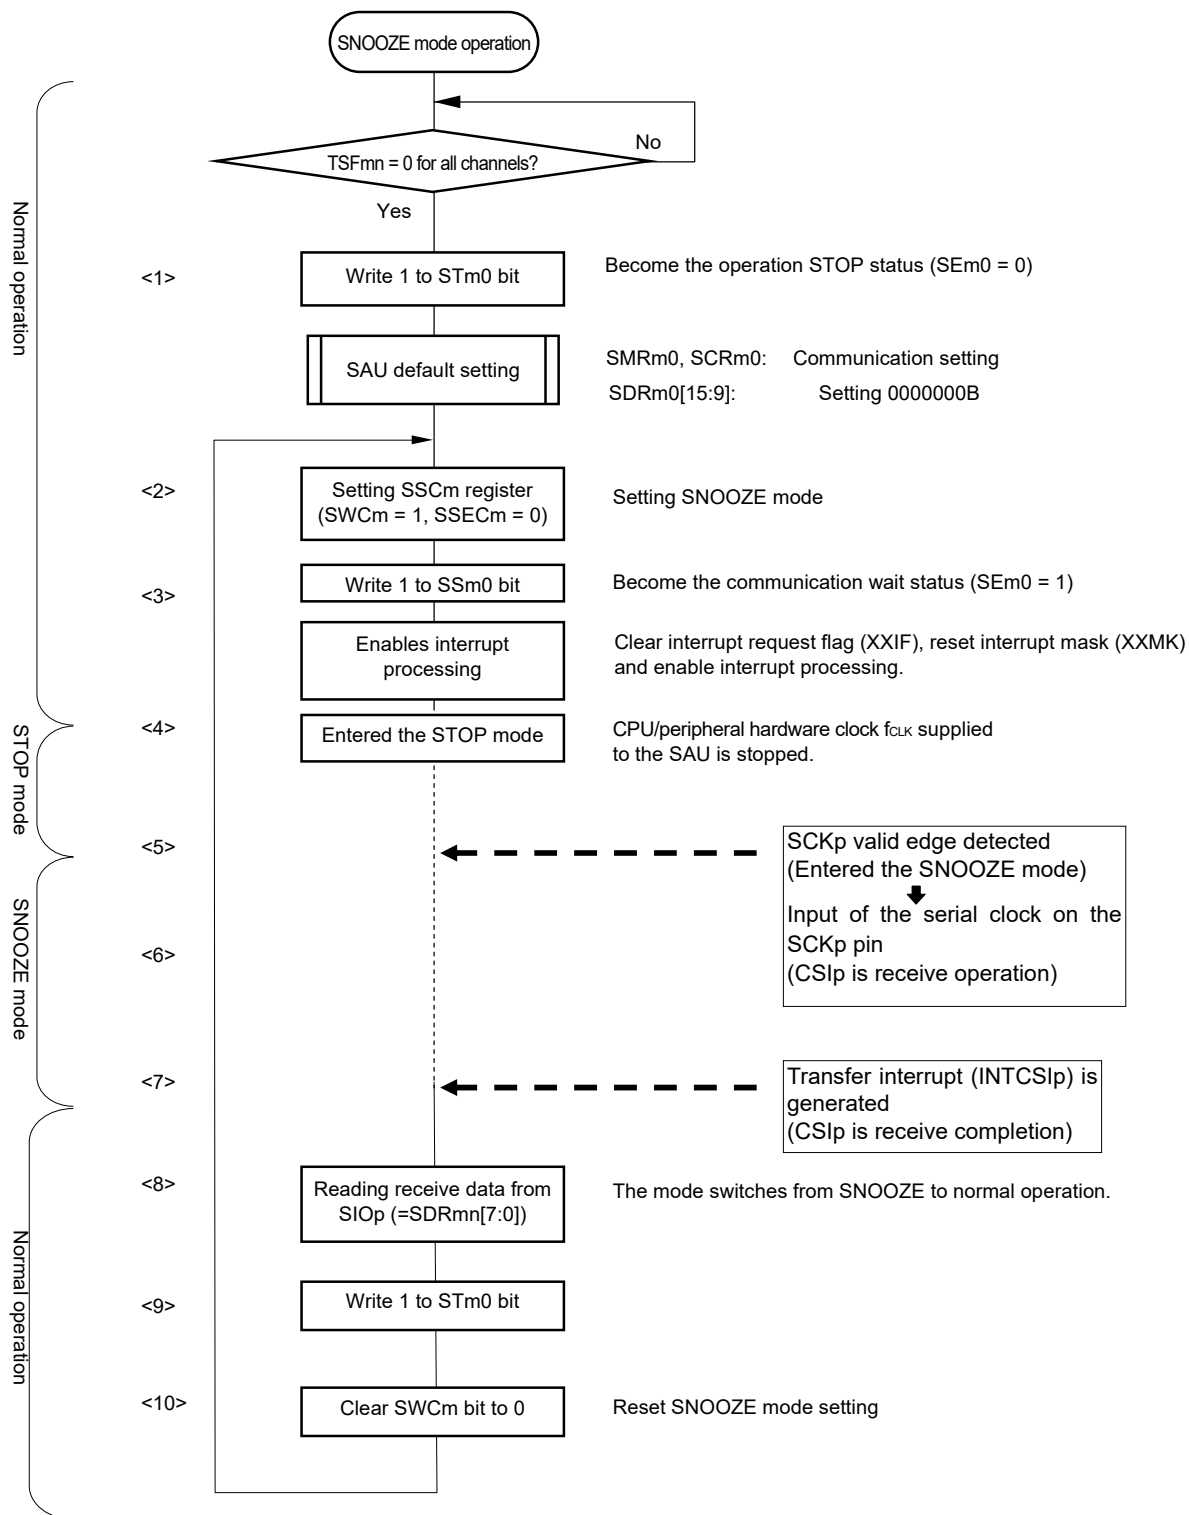 SNOOZE mode operation
No
TSFmn = 0 for all channels?
Yes
Normal operation
<1>
Write 1 to STm0 bit
Become the operation STOP status (SEm0 = 0)
SAU default setting
SMRm0, SCRm0: Communication setting
SDRm0[15:9]: Setting 0000000B
<2>
Setting SSCm register
(SWCm = 1, SSECm = 0)
Setting SNOOZE mode
<3>
Write 1 to SSm0 bit
Become the communication wait status (SEm0 = 1)
Enables interrupt
processing
Clear interrupt request flag (XXIF), reset interrupt mask (XXMK)
and enable interrupt processing.
STOP mode
<4>
Entered the STOP mode
CPU/peripheral hardware clock fCLK supplied
to the SAU is stopped.
<5>
SCKp valid edge detected
(Entered the SNOOZE mode)
Input of the serial clock on the
SCKp pin
(CSIp is receive operation)
SNOOZE mode
<6>
<7>
Transfer interrupt (INTCSIp) is
generated
(CSIp is receive completion)
Normal operation
<8>
Reading receive data from
SIOp (=SDRmn[7:0])
The mode switches from SNOOZE to normal operation.
<9>
Write 1 to STm0 bit
<10>
Clear SWCm bit to 0
Reset SNOOZE mode setting